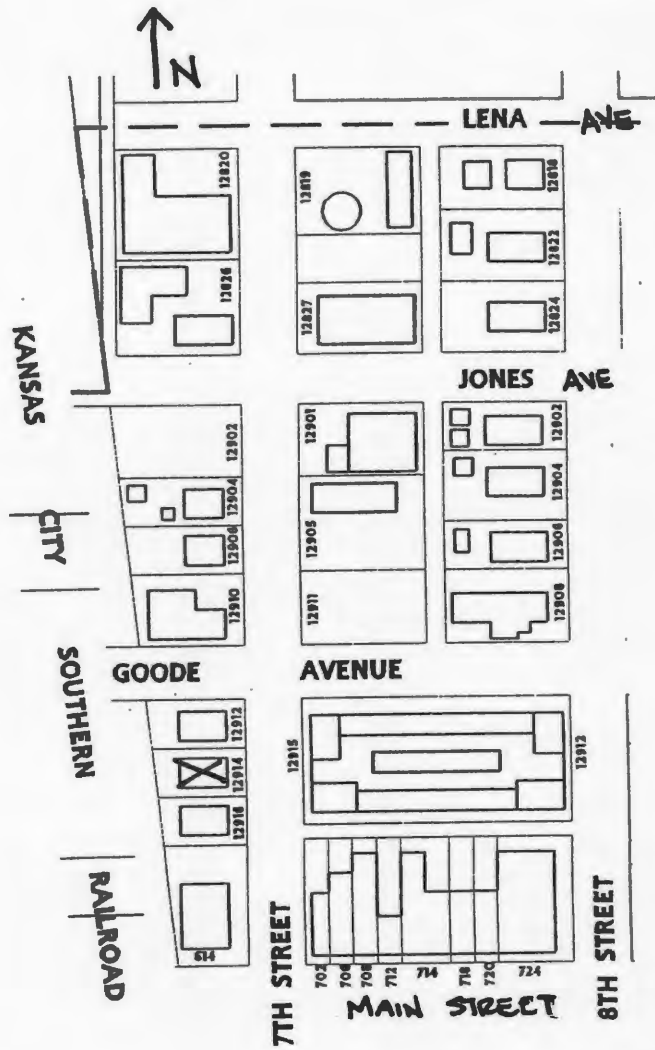 N
LENA AVE
12820
12819
12818
12822
12826
12827
12824
KANSAS
JONES AVE
12902
12901
12902
12904
12904
CITY
12906
12905
12906
12910
12911
12908
GOODE AVENUE
SOUTHERN
12912
12915
12912
12914
12916
RAILROAD
614
7TH STREET
702
706
708
712
714
718
720
724
8TH STREET
MAIN STREET